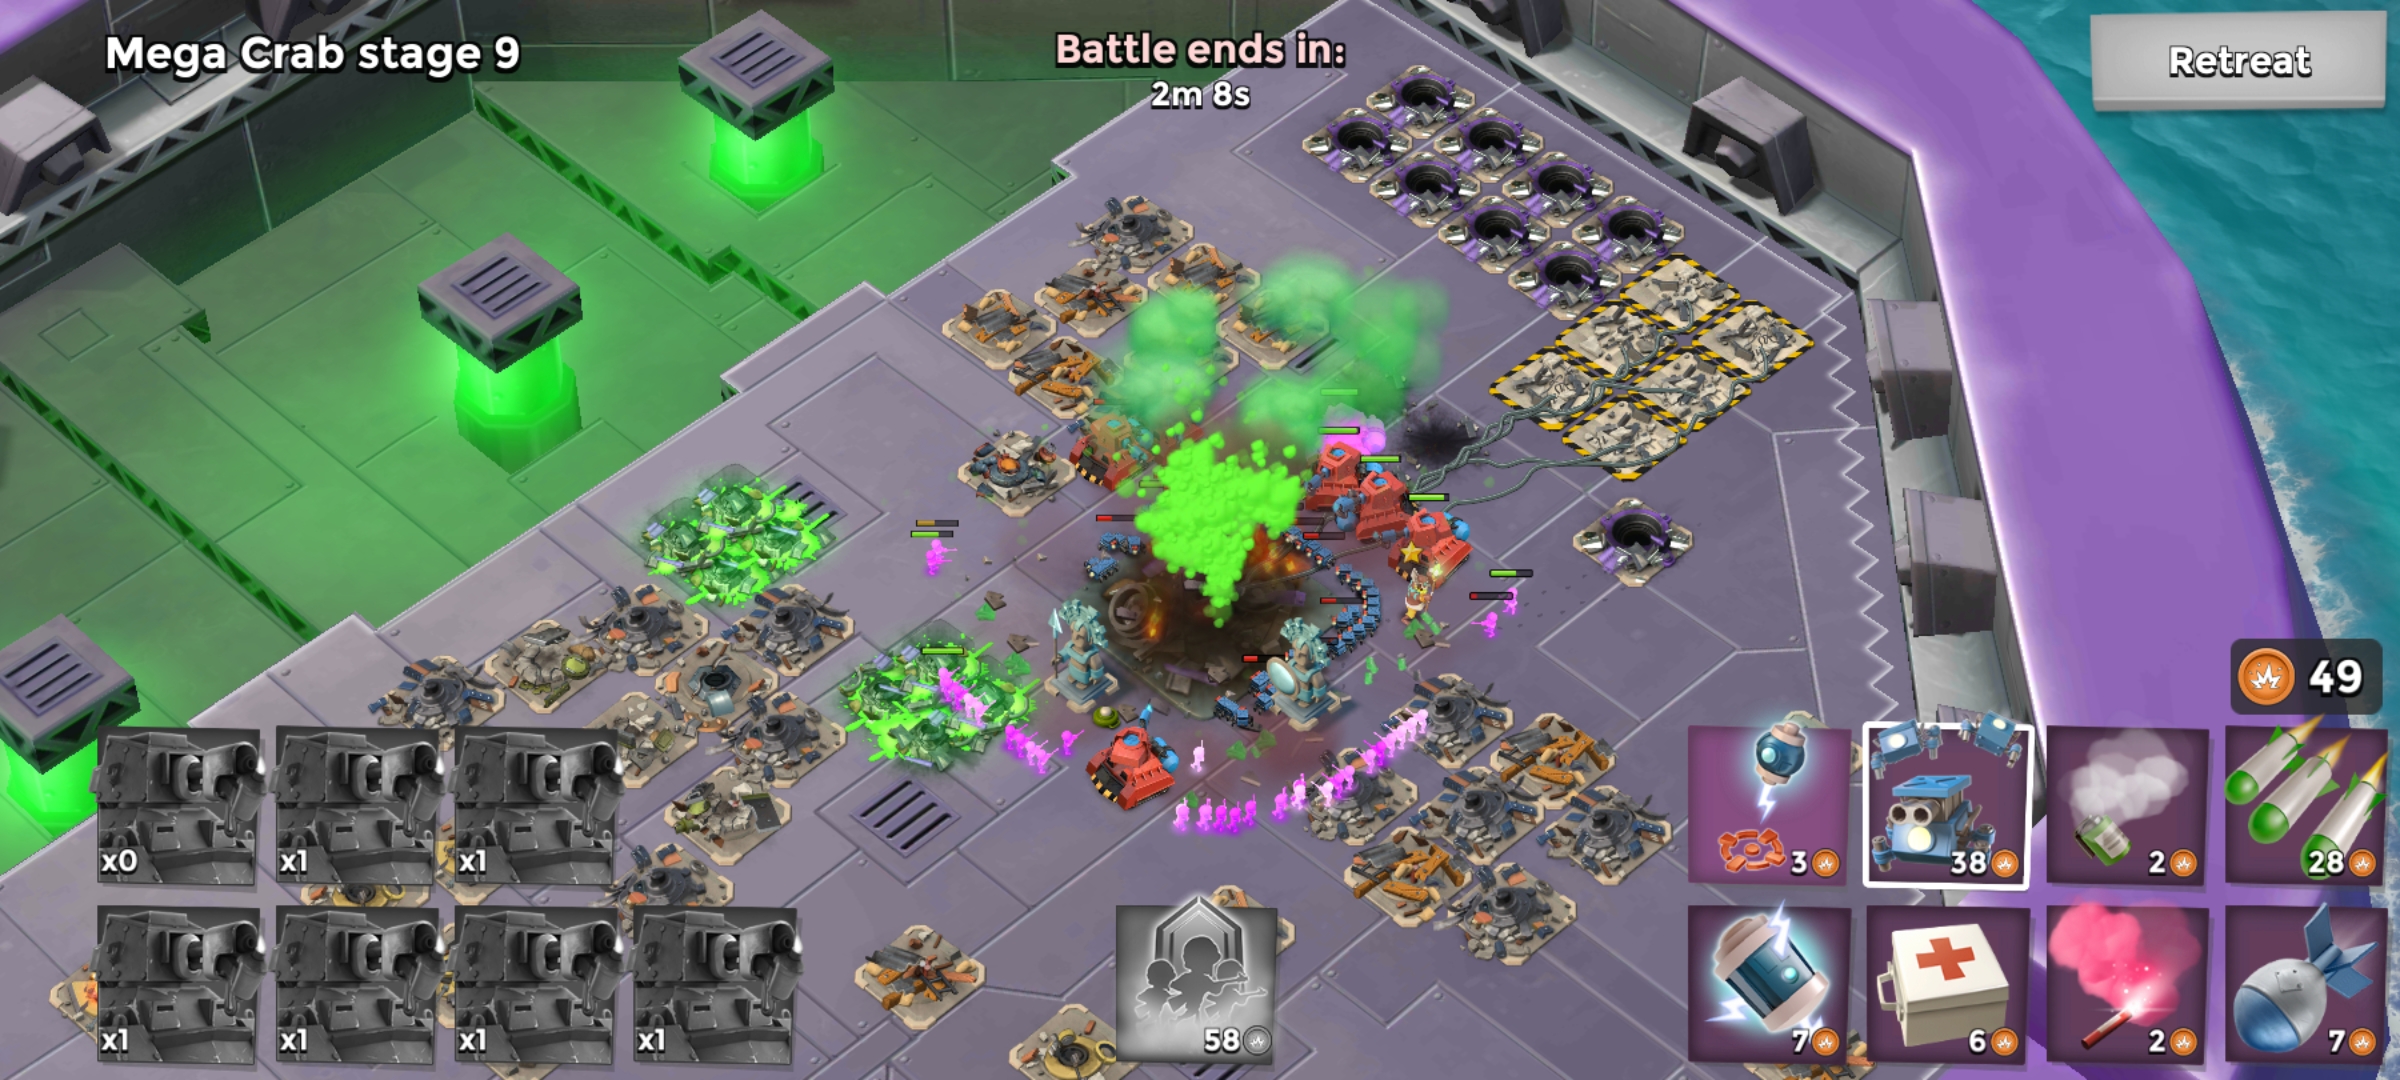 Mega Crab stage 9
Battle ends in:
2m 8s
Retreat
49
3
38
2
28
x0
x1
x1
x1
x1
x1
x1
58
7
6
2
7